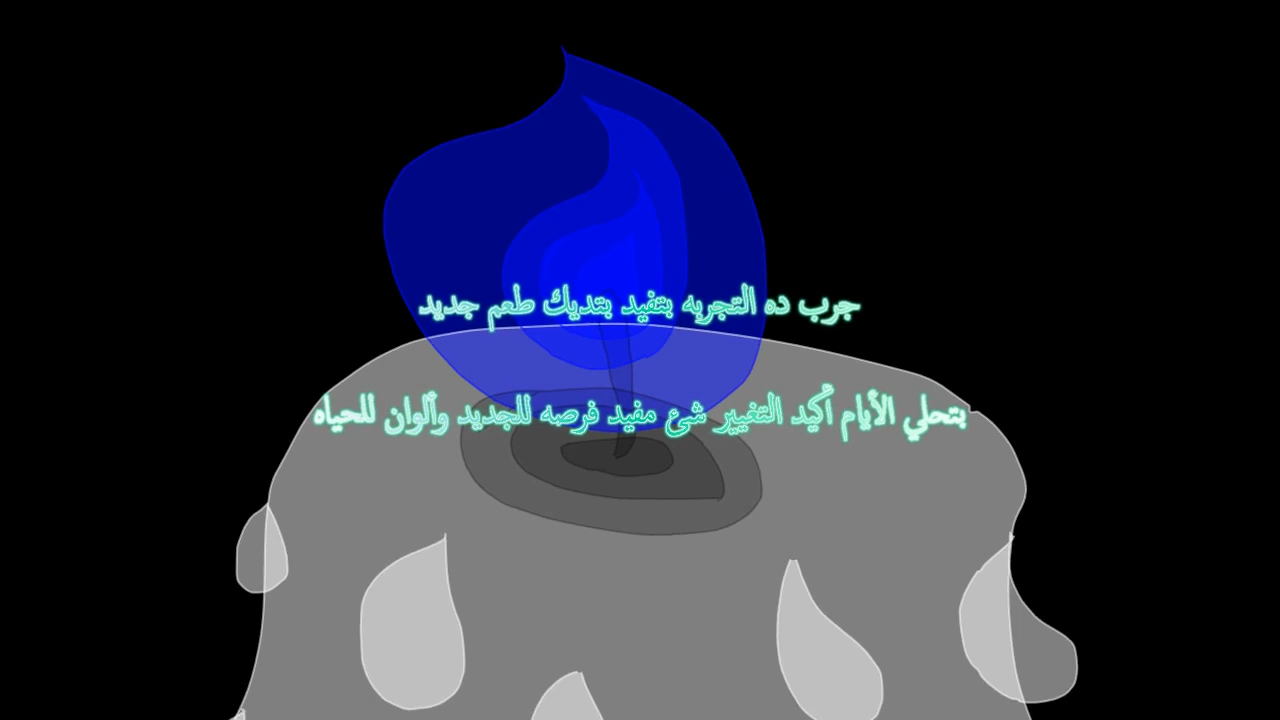 جرب ده التجربه بتفيد بتديك طعم جديد
بتحلي الأيام أكيد التغيير شئ مفيد فرصه للجديد وألوان للحياه